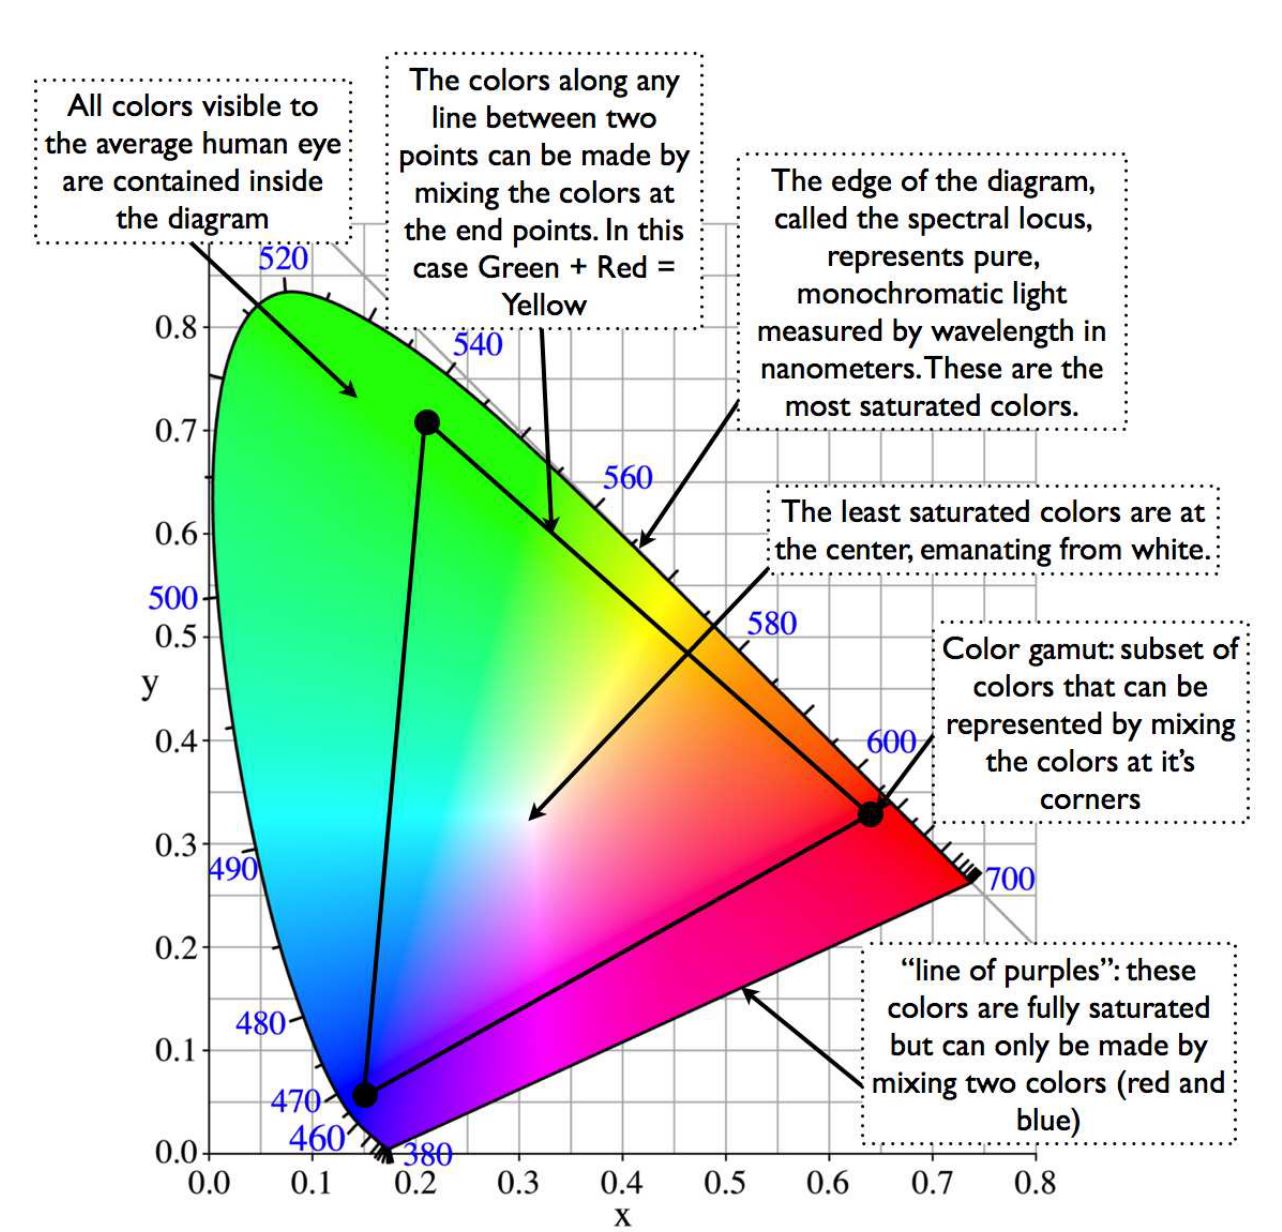 All colors visible to
the average human eye
are contained inside
the diagram
The colors along any
line between two
points can be made by
mixing the colors at
the end points. In this
case Green + Red =
Yellow
The edge of the diagram,
called the spectral locus,
represents pure,
monochromatic light
measured by wavelength in
nanometers. These are the
most saturated colors.
The least saturated colors are at
the center, emanating from white.
Color gamut: subset of
colors that can be
represented by mixing
the colors at it's
corners
"line of purples": these
colors are fully saturated
but can only be made by
mixing two colors (red and
blue)
520
540
560
580
600
700
500
490
480
470
460
380
0.8
0.7
0.6
0.5
y
0.4
0.3
0.2
0.1
0.0
0.0 0.1 0.2 0.3 0.4 0.5 0.6 0.7 0.8
x